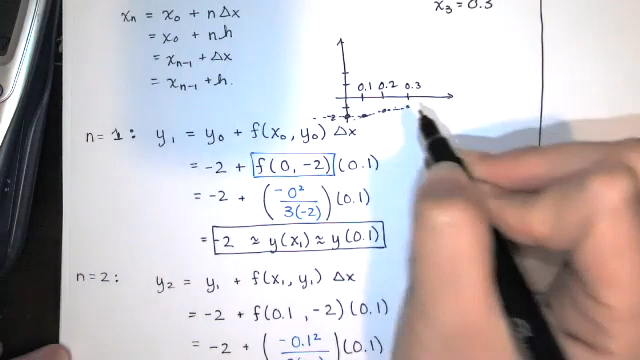 xₙ = x₀ + nΔx
= x₀ + nh
= xₙ₋₁ + Δx
= xₙ₋₁ + h.
x₃ = 0.3
0.1 0.2 0.3
-2
n=1: y₁ = y₀ + f(x₀, y₀) Δx
= -2 + f(0, -2) (0.1)
= -2 + (-0²/3(-2)) (0.1)
= -2 ≈ y(x₁) ≈ y(0.1)
n=2: y₂ = y₁ + f(x₁, y₁) Δx
= -2 + f(0.1, -2)(0.1)
= -2 + (-0.1²/ )(0.1)